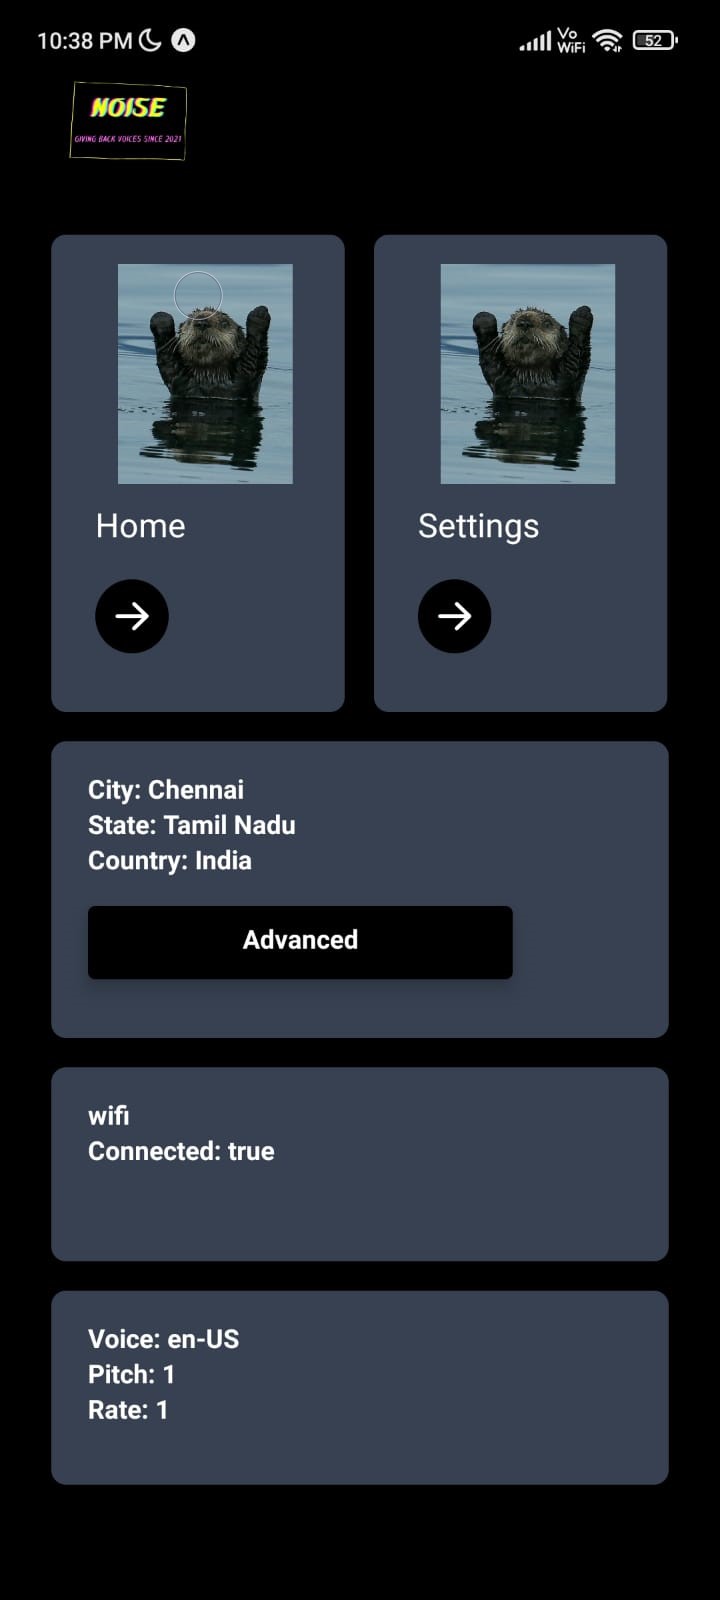 10:38 PM
Vo
WiFi
52
NOISE
GIVING BACK VOICES SINCE 2021
Home
Settings
City: Chennai
State: Tamil Nadu
Country: India
Advanced
wifi
Connected: true
Voice: en-US
Pitch: 1
Rate: 1